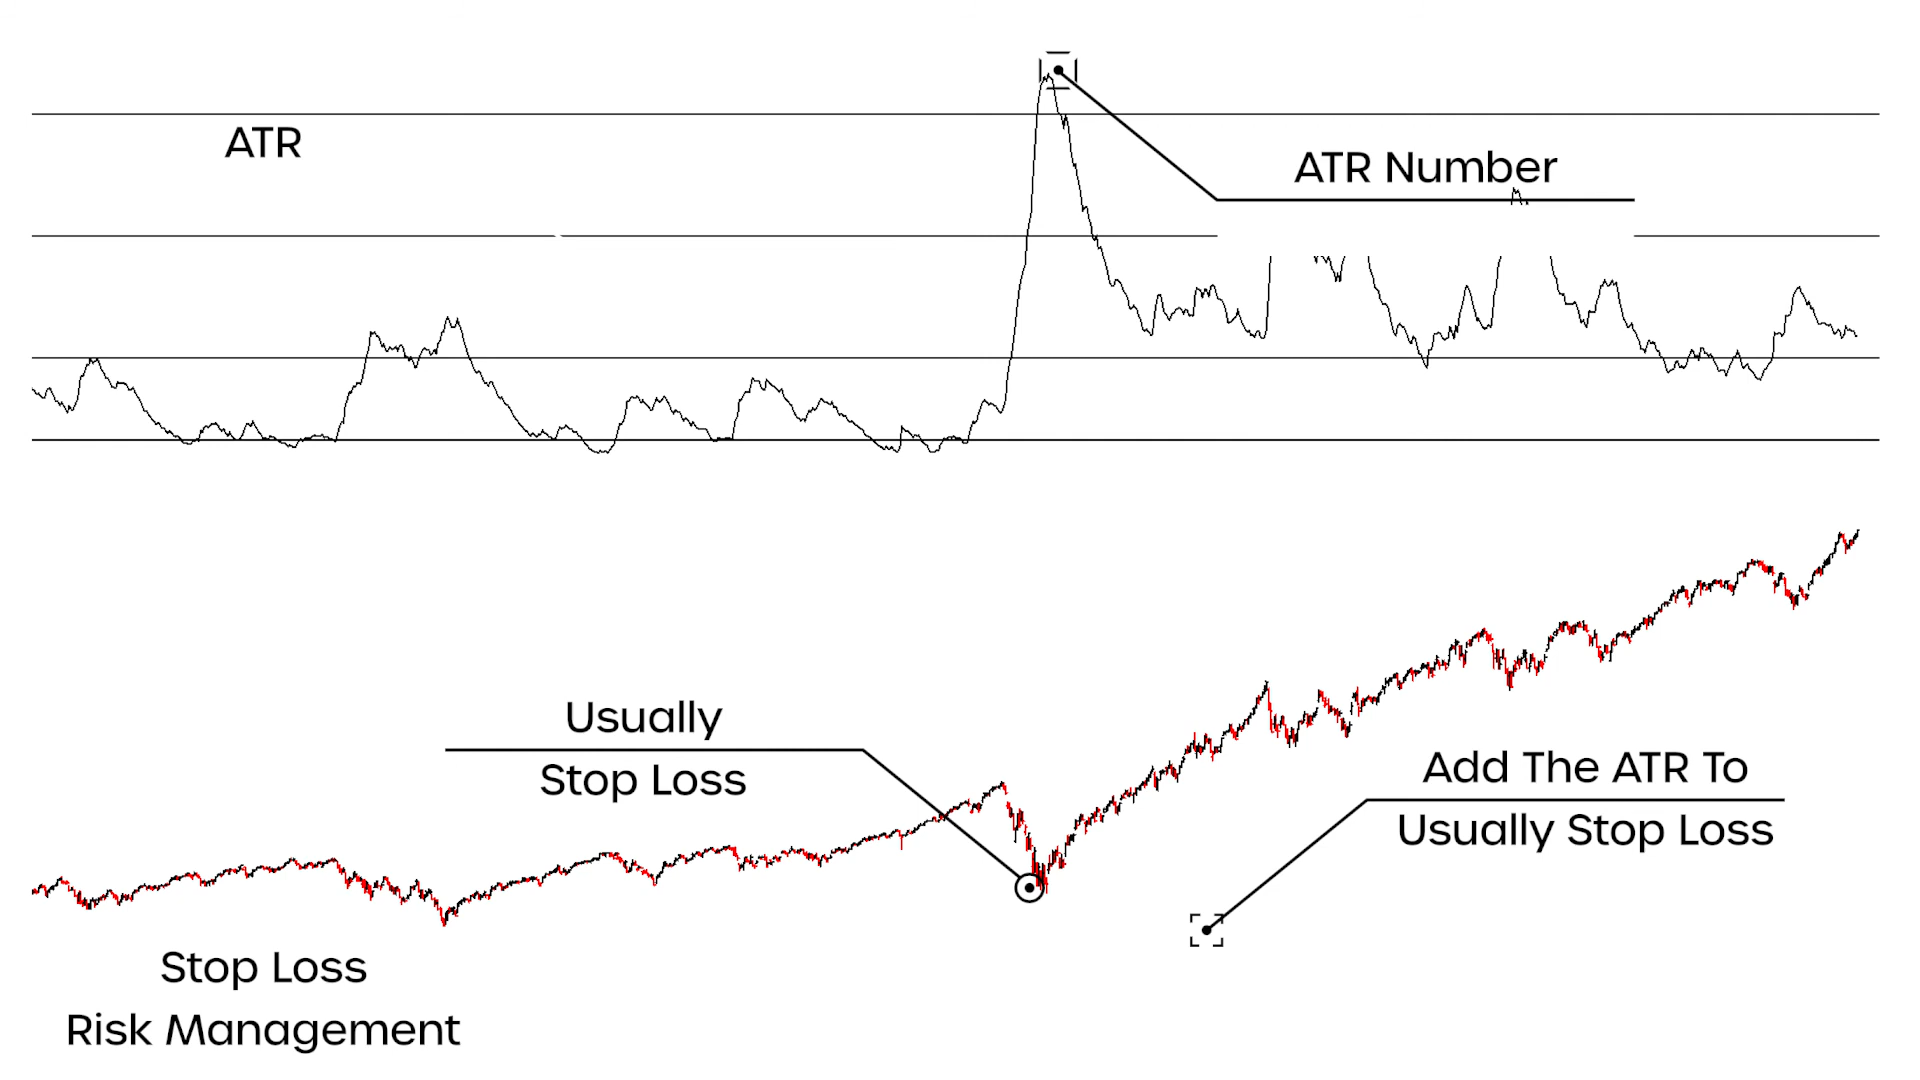 ATR
ATR Number
Usually
Stop Loss
Add The ATR To
Usually Stop Loss
Stop Loss
Risk Management